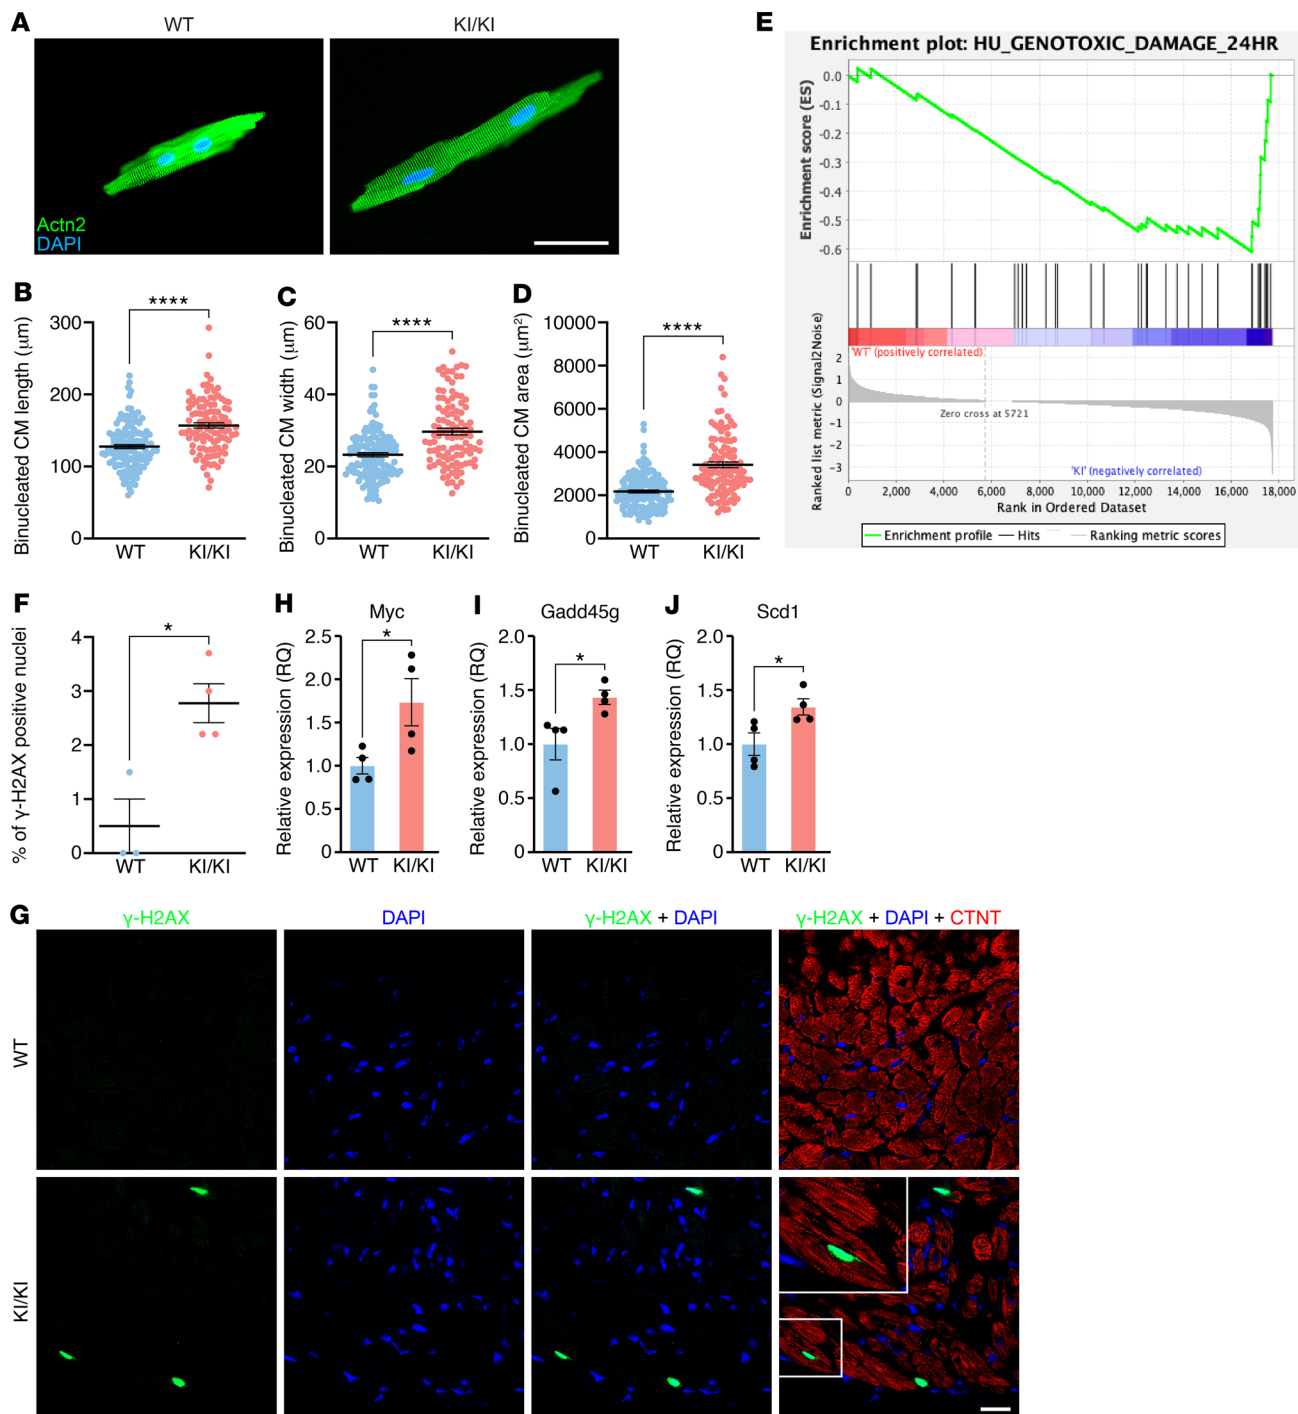 A
WT
KI/KI
Actn2
DAPI
B
Binucleated CM length (μm)
300
200
100
0
****
WT
KI/KI
C
Binucleated CM width (μm)
60
40
20
0
****
WT
KI/KI
D
Binucleated CM area (μm²)
10000
8000
6000
4000
2000
0
****
WT
KI/KI
E
Enrichment plot: HU_GENOTOXIC_DAMAGE_24HR
Enrichment score (ES)
0.0
-0.1
-0.2
-0.3
-0.4
-0.5
-0.6
'WT' (positively correlated)
Ranked list metric (Signal2Noise)
2
1
0
-1
-2
-3
Zero cross at 5721
'KI' (negatively correlated)
0
2,000
4,000
6,000
8,000
10,000
12,000
14,000
16,000
18,000
Rank in Ordered Dataset
Enrichment profile
Hits
Ranking metric scores
F
% of γ-H2AX positive nuclei
4
3
2
1
0
*
WT
KI/KI
H
Myc
Relative expression (RQ)
2.5
2.0
1.5
1.0
0.5
0
*
WT
KI/KI
I
Gadd45g
Relative expression (RQ)
2.0
1.5
1.0
0.5
0
*
WT
KI/KI
J
Scd1
Relative expression (RQ)
2.0
1.5
1.0
0.5
0
*
WT
KI/KI
G
γ-H2AX
DAPI
γ-H2AX + DAPI
γ-H2AX + DAPI + CTNT
WT
KI/KI